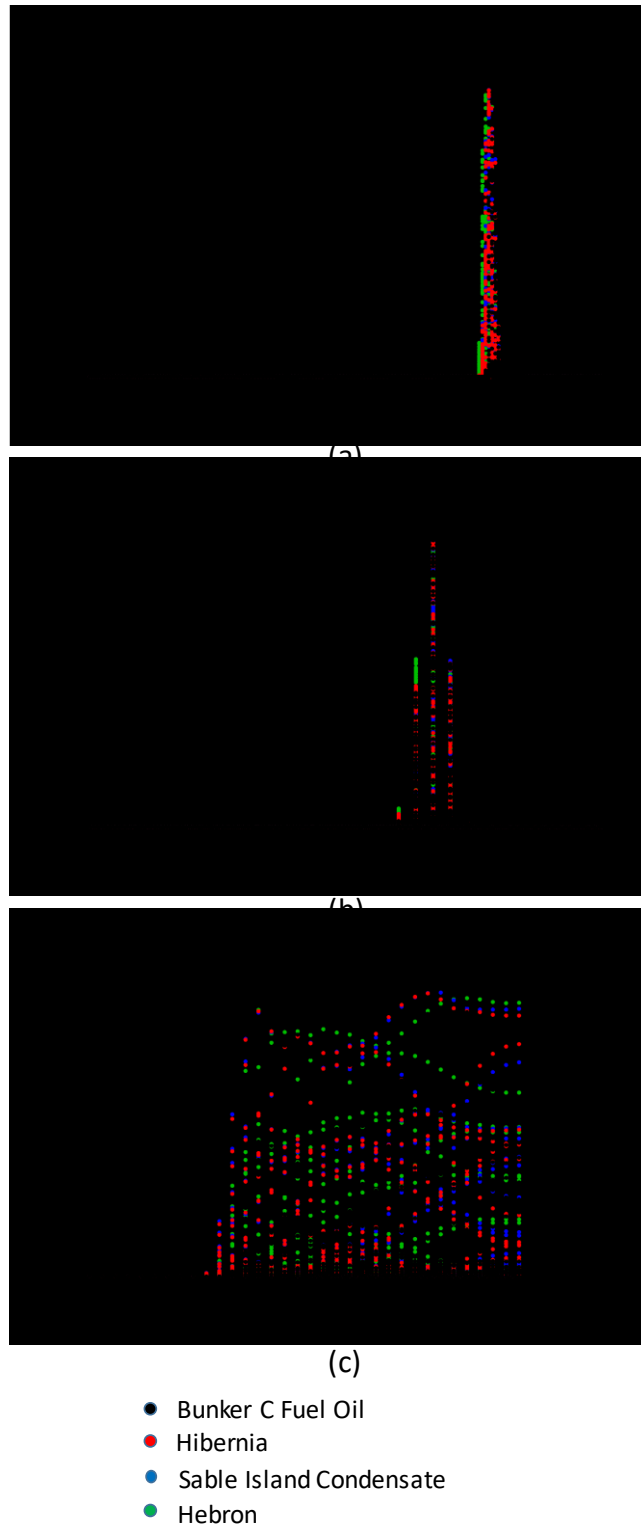 (a)
(b)
(c)
Bunker C Fuel Oil
Hibernia
Sable Island Condensate
Hebron